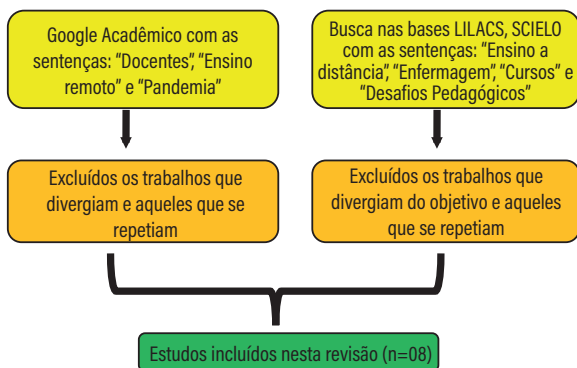 Google Acadêmico com as
sentenças: “Docentes”, “Ensino
remoto” e “Pandemia”
Busca nas bases LILACS, SCIELO
com as sentenças: “Ensino a
distância”, “Enfermagem”, “Cursos” e
“Desafios Pedagógicos”
Excluídos os trabalhos que
divergiam e aqueles que se
repetiam
Excluídos os trabalhos que
divergiam do objetivo e aqueles
que se repetiam
Estudos incluídos nesta revisão (n=08)